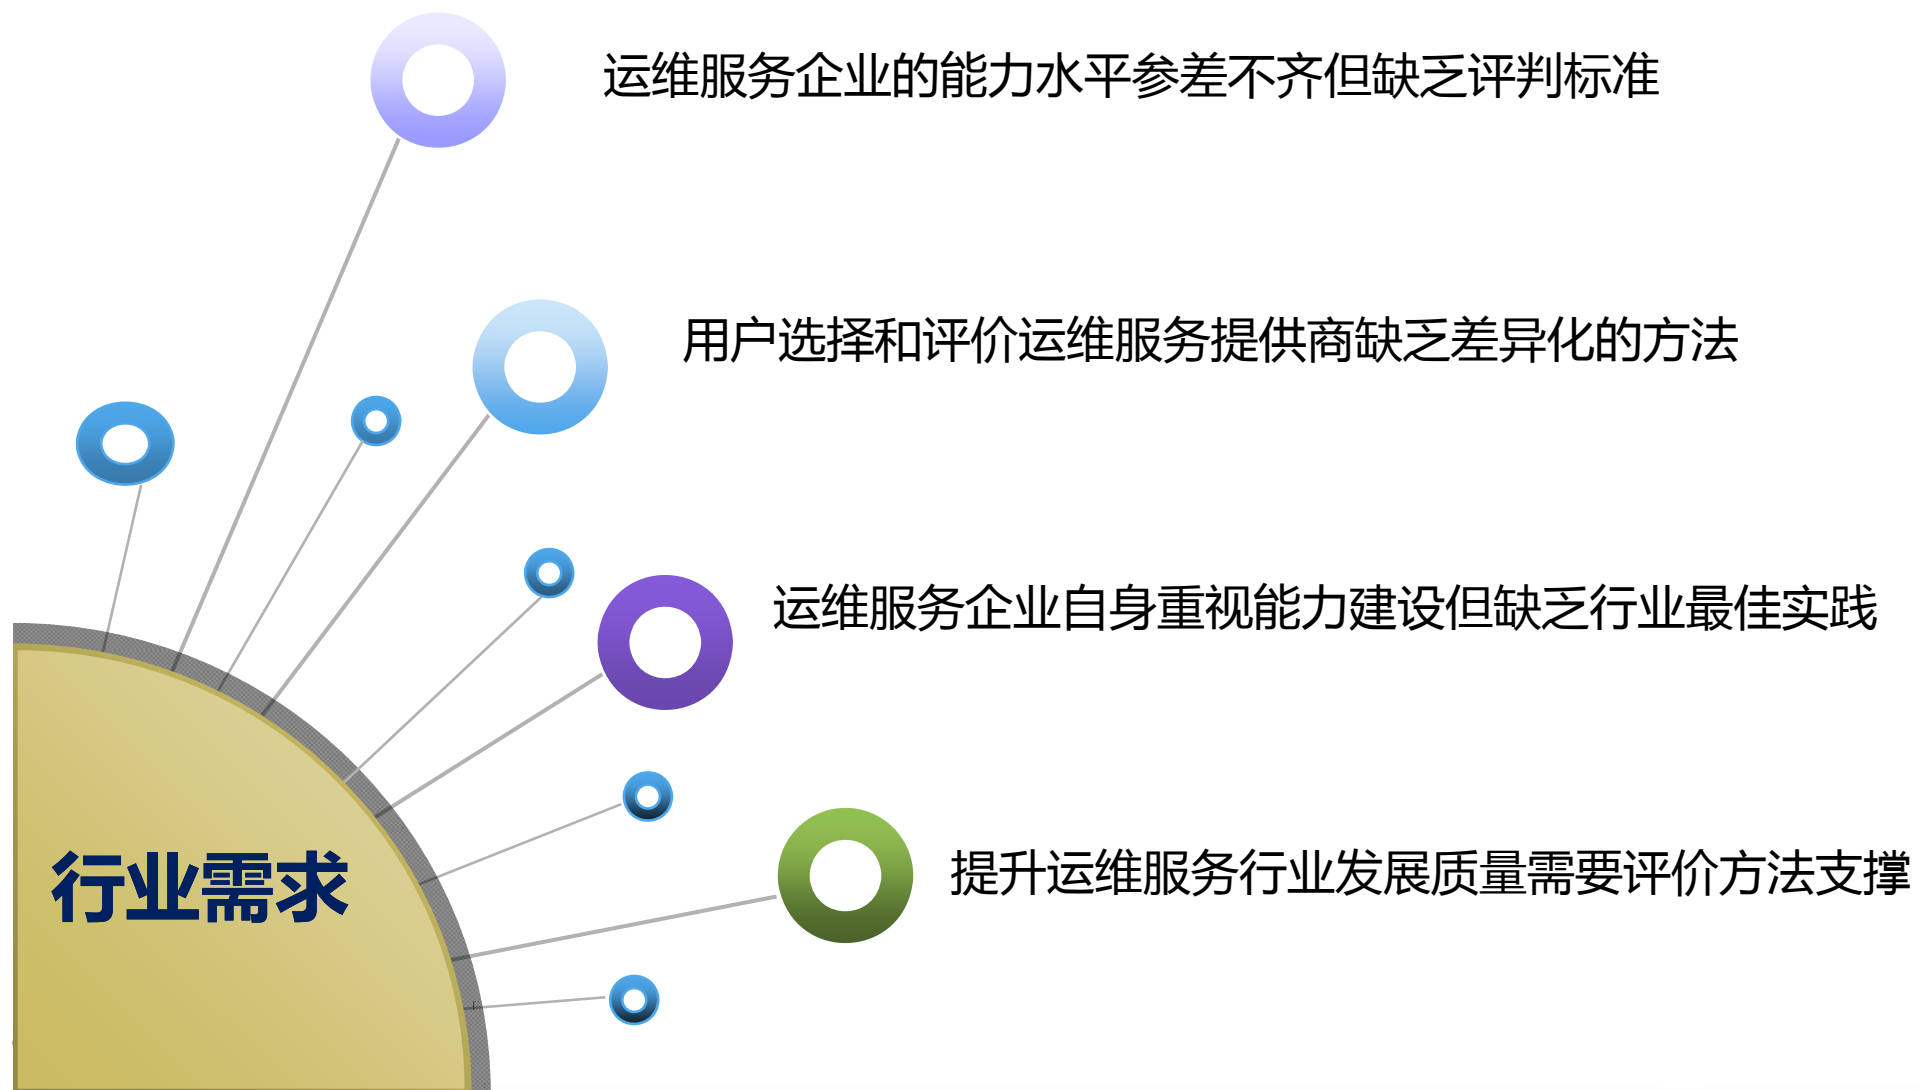 运维服务企业的能力水平参差不齐但缺乏评判标准
用户选择和评价运维服务提供商缺乏差异化的方法
运维服务企业自身重视能力建设但缺乏行业最佳实践
行业需求
提升运维服务行业发展质量需要评价方法支撑